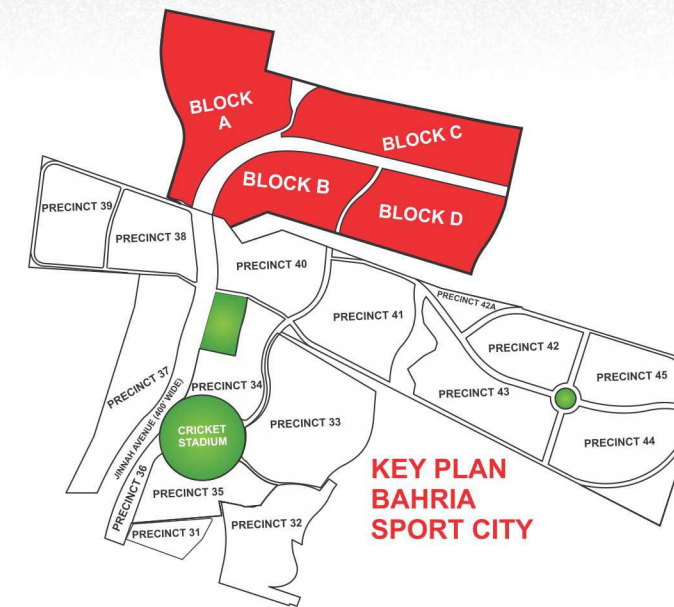 BLOCK
A
BLOCK C
BLOCK B
BLOCK D
PRECINCT 39
PRECINCT 38
PRECINCT 40
PRECINCT 42A
PRECINCT 41
PRECINCT 42
PRECINCT 45
PRECINCT 37
PRECINCT 34
PRECINCT 43
JINNAH AVENUE (400' WIDE)
CRICKET
STADIUM
PRECINCT 33
PRECINCT 44
PRECINCT 36
PRECINCT 35
PRECINCT 32
PRECINCT 31
KEY PLAN
BAHRIA
SPORT CITY